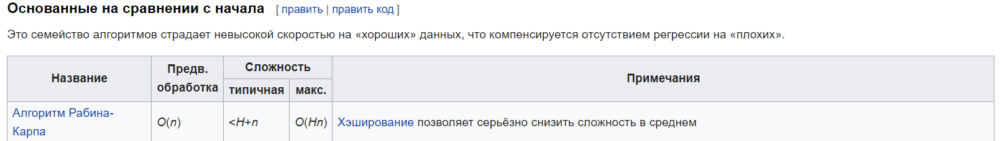 Основанные на сравнении с начала [ править | править код ]
Это семейство алгоритмов страдает невысокой скоростью на «хороших» данных, что компенсируется отсутствием регрессии на «плохих».
Название Предв. обработка Сложность Примечания
типичная макс.
Алгоритм Рабина-
Карпа O(n) <H+n O(Hn) Хэширование позволяет серьёзно снизить сложность в среднем